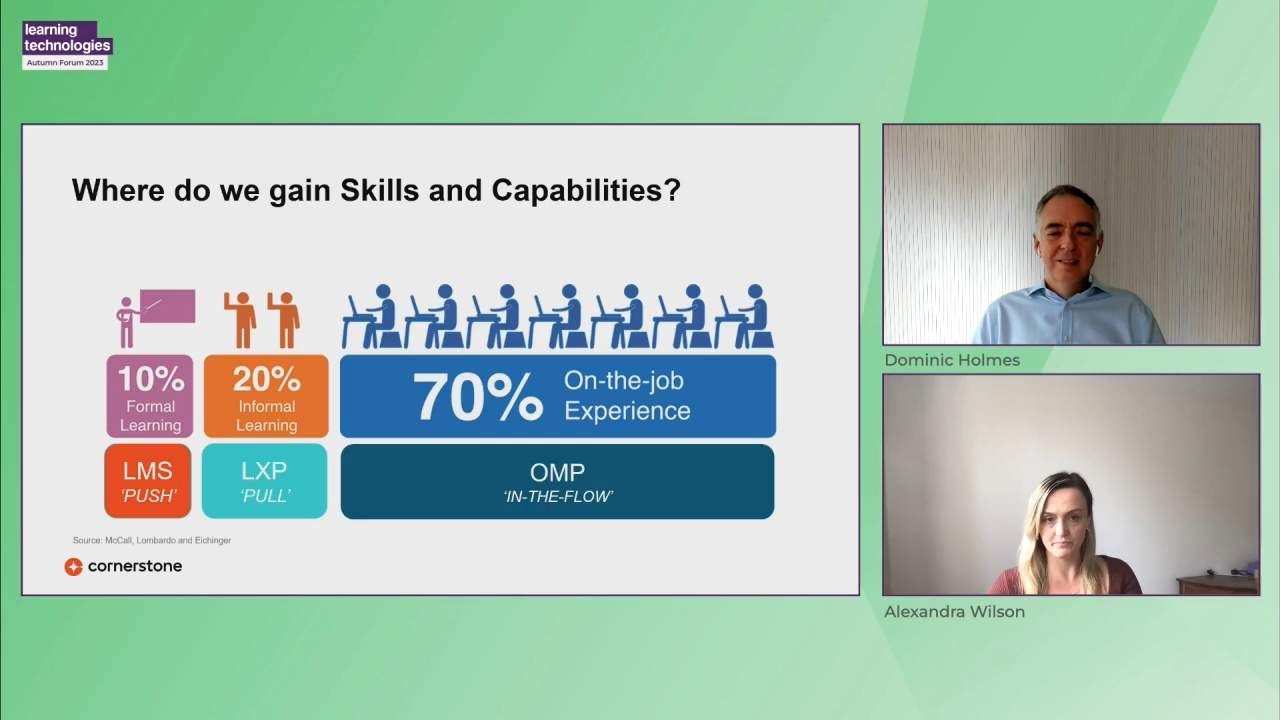 learning
technologies
Autumn Forum 2023
Where do we gain Skills and Capabilities?
10%
Formal
Learning
20%
Informal
Learning
70%
On-the-job
Experience
LMS
‘PUSH’
LXP
‘PULL’
OMP
‘IN-THE-FLOW’
Source: McCall, Lombardo and Eichinger
cornerstone
Dominic Holmes
Alexandra Wilson